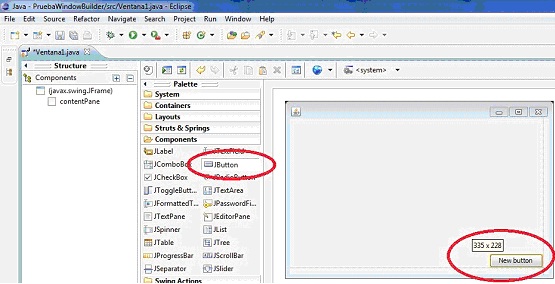 Java - PruebaWindowBuilder/src/Ventana1.java - Eclipse
File Edit Source Refactor Navigate Search Project Run Window Help
*Ventana1.java
Structure
Components
(javax.swing.JFrame)
contentPane
<system>
Palette
System
Containers
Layouts
Struts & Springs
Components
JLabel JTextField
JComboBox JButton
JCheckBox JRadioButton
JToggleButt... JTextArea
JFormattedT... JPasswordFi...
JTextPane JEditorPane
JSpinner JList
JTable JTree
JProgressBar JScrollBar
JSeparator JSlider
Swing Actions
335 x 228
New button